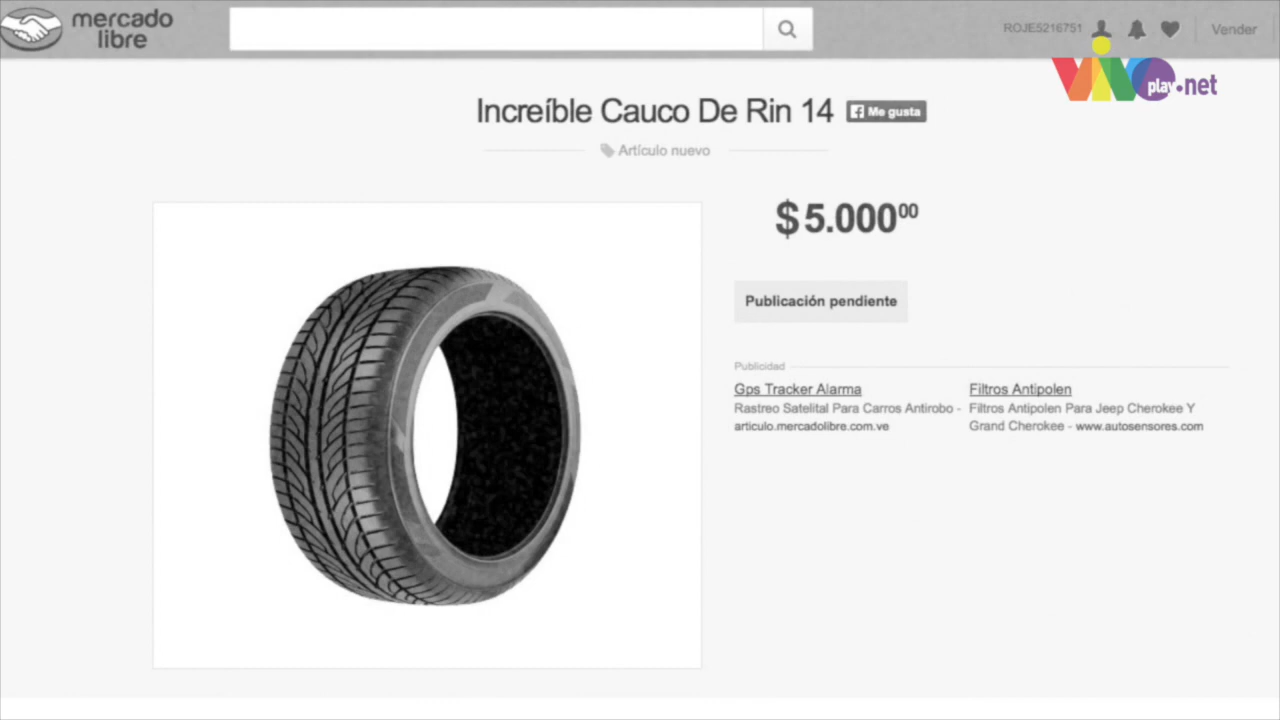 mercado
libre
ROJE5216751
Vender
VIVO
play.net
Increíble Cauco De Rin 14
Me gusta
Artículo nuevo
$ 5.000⁰⁰
Publicación pendiente
Publicidad
Gps Tracker Alarma
Rastreo Satelital Para Carros Antirobo -
articulo.mercadolibre.com.ve
Filtros Antipolen
Filtros Antipolen Para Jeep Cherokee Y
Grand Cherokee - www.autosensores.com